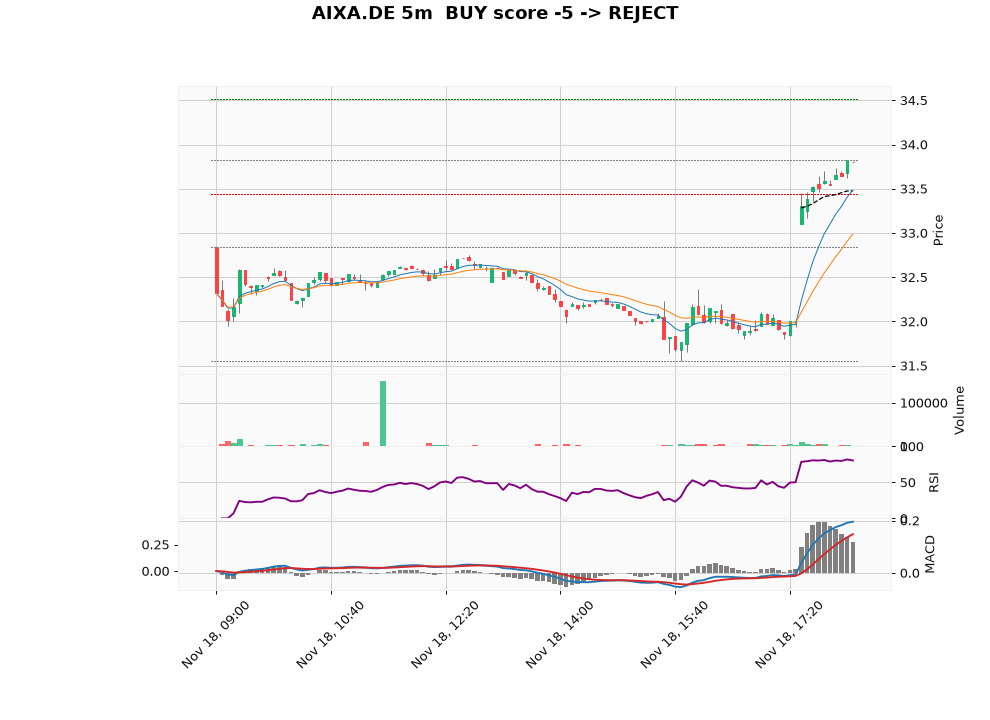 AIXA.DE 5m  BUY score -5 -> REJECT
34.5
34.0
33.5
33.0
32.5
32.0
31.5
Price
100000
0
Volume
100
50
0
RSI
0.25
0.00
0.2
0.0
MACD
Nov 18, 09:00
Nov 18, 10:40
Nov 18, 12:20
Nov 18, 14:00
Nov 18, 15:40
Nov 18, 17:20